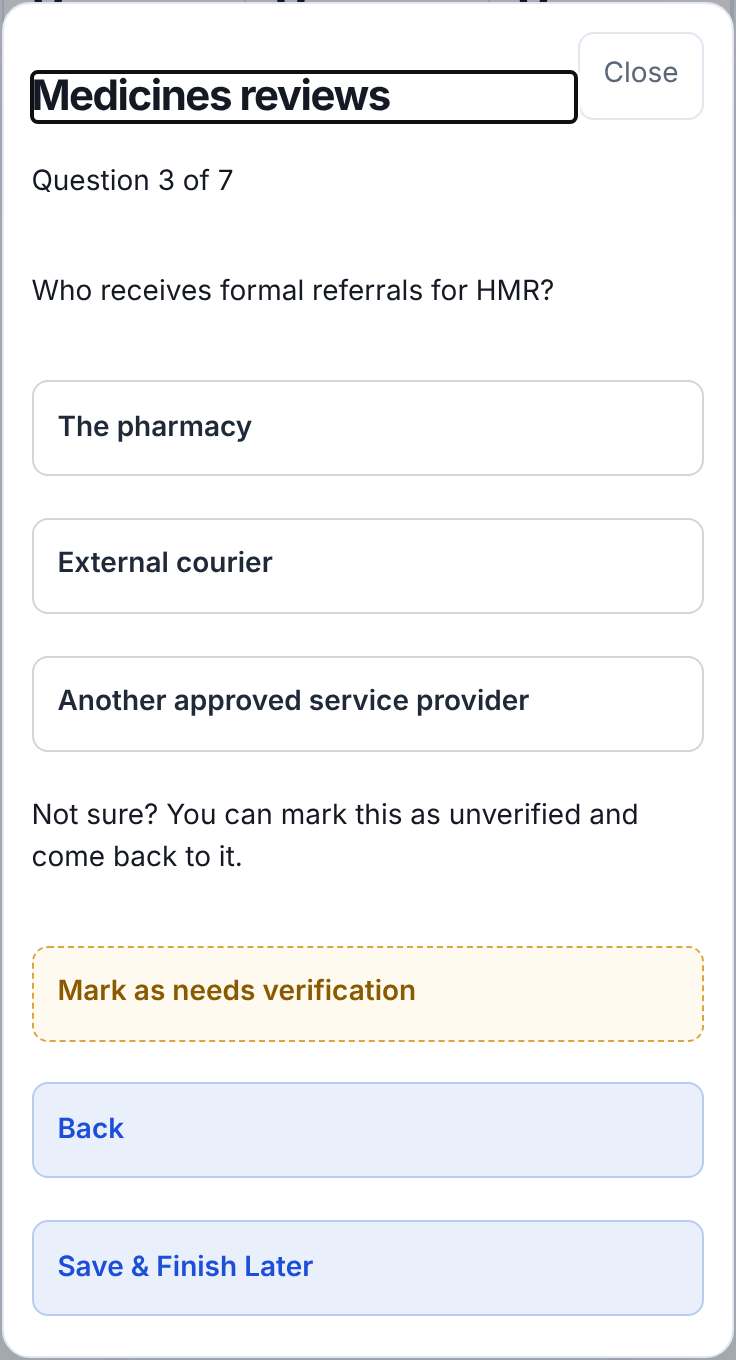 Medicines reviews
Close
Question 3 of 7
Who receives formal referrals for HMR?
The pharmacy
External courier
Another approved service provider
Not sure? You can mark this as unverified and
come back to it.
Mark as needs verification
Back
Save & Finish Later